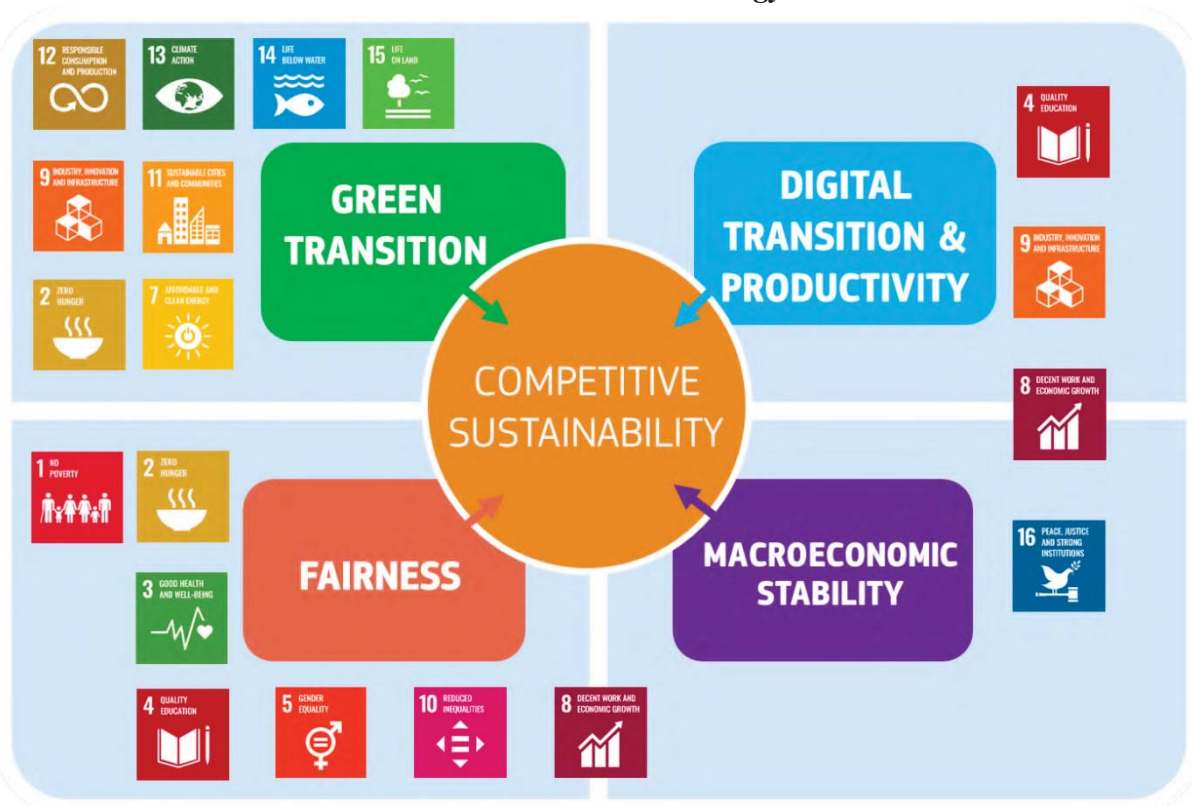 gy
12 RESPONSIBLE
CONSUMPTION
AND PRODUCTION
13 CLIMATE
ACTION
14 LIFE
BELOW WATER
15 LIFE
ON LAND
9 INDUSTRY, INNOVATION
AND INFRASTRUCTURE
11 SUSTAINABLE CITIES
AND COMMUNITIES
2 ZERO
HUNGER
7 AFFORDABLE AND
CLEAN ENERGY
GREEN
TRANSITION
DIGITAL
TRANSITION &
PRODUCTIVITY
4 QUALITY
EDUCATION
9 INDUSTRY, INNOVATION
AND INFRASTRUCTURE
8 DECENT WORK AND
ECONOMIC GROWTH
COMPETITIVE
SUSTAINABILITY
1 NO
POVERTY
2 ZERO
HUNGER
3 GOOD HEALTH
AND WELL-BEING
FAIRNESS
4 QUALITY
EDUCATION
5 GENDER
EQUALITY
10 REDUCED
INEQUALITIES
8 DECENT WORK AND
ECONOMIC GROWTH
MACROECONOMIC
STABILITY
16 PEACE, JUSTICE
AND STRONG
INSTITUTIONS